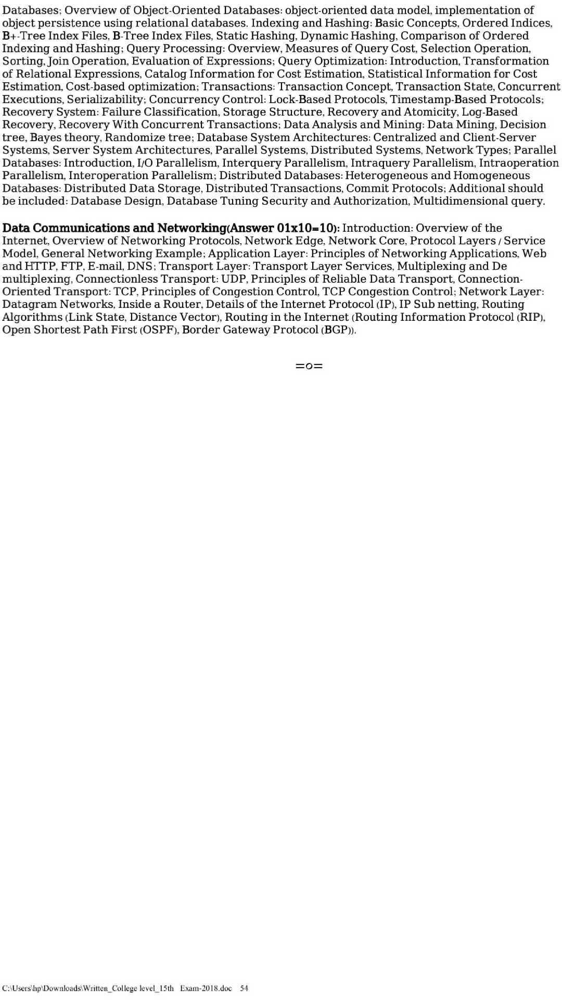 Databases; Overview of Object-Oriented Databases: object-oriented data model, implementation of
object persistence using relational databases. Indexing and Hashing: Basic Concepts, Ordered Indices,
B+-Tree Index Files, B-Tree Index Files, Static Hashing, Dynamic Hashing, Comparison of Ordered
Indexing and Hashing; Query Processing: Overview, Measures of Query Cost, Selection Operation,
Sorting, Join Operation, Evaluation of Expressions; Query Optimization: Introduction, Transformation
of Relational Expressions, Catalog Information for Cost Estimation, Statistical Information for Cost
Estimation, Cost-based optimization; Transactions: Transaction Concept, Transaction State, Concurrent
Executions, Serializability; Concurrency Control: Lock-Based Protocols, Timestamp-Based Protocols;
Recovery System: Failure Classification, Storage Structure, Recovery and Atomicity, Log-Based
Recovery, Recovery With Concurrent Transactions; Data Analysis and Mining: Data Mining, Decision
tree, Bayes theory, Randomize tree; Database System Architectures: Centralized and Client-Server
Systems, Server System Architectures, Parallel Systems, Distributed Systems, Network Types; Parallel
Databases: Introduction, I/O Parallelism, Interquery Parallelism, Intraquery Parallelism, Intraoperation
Parallelism, Interoperation Parallelism; Distributed Databases: Heterogeneous and Homogeneous
Databases: Distributed Data Storage, Distributed Transactions, Commit Protocols; Additional should
be included: Database Design, Database Tuning Security and Authorization, Multidimensional query.
Data Communications and Networking(Answer 01x10=10): Introduction: Overview of the
Internet, Overview of Networking Protocols, Network Edge, Network Core, Protocol Layers / Service
Model, General Networking Example; Application Layer: Principles of Networking Applications, Web
and HTTP, FTP, E-mail, DNS; Transport Layer: Transport Layer Services, Multiplexing and De
multiplexing, Connectionless Transport: UDP, Principles of Reliable Data Transport, Connection-
Oriented Transport: TCP, Principles of Congestion Control, TCP Congestion Control; Network Layer:
Datagram Networks, Inside a Router, Details of the Internet Protocol (IP), IP Sub netting, Routing
Algorithms (Link State, Distance Vector), Routing in the Internet (Routing Information Protocol (RIP),
Open Shortest Path First (OSPF), Border Gateway Protocol (BGP)).
=o=
C:\Users\hp\Downloads\Written_College level_15th Exam-2018.doc 54